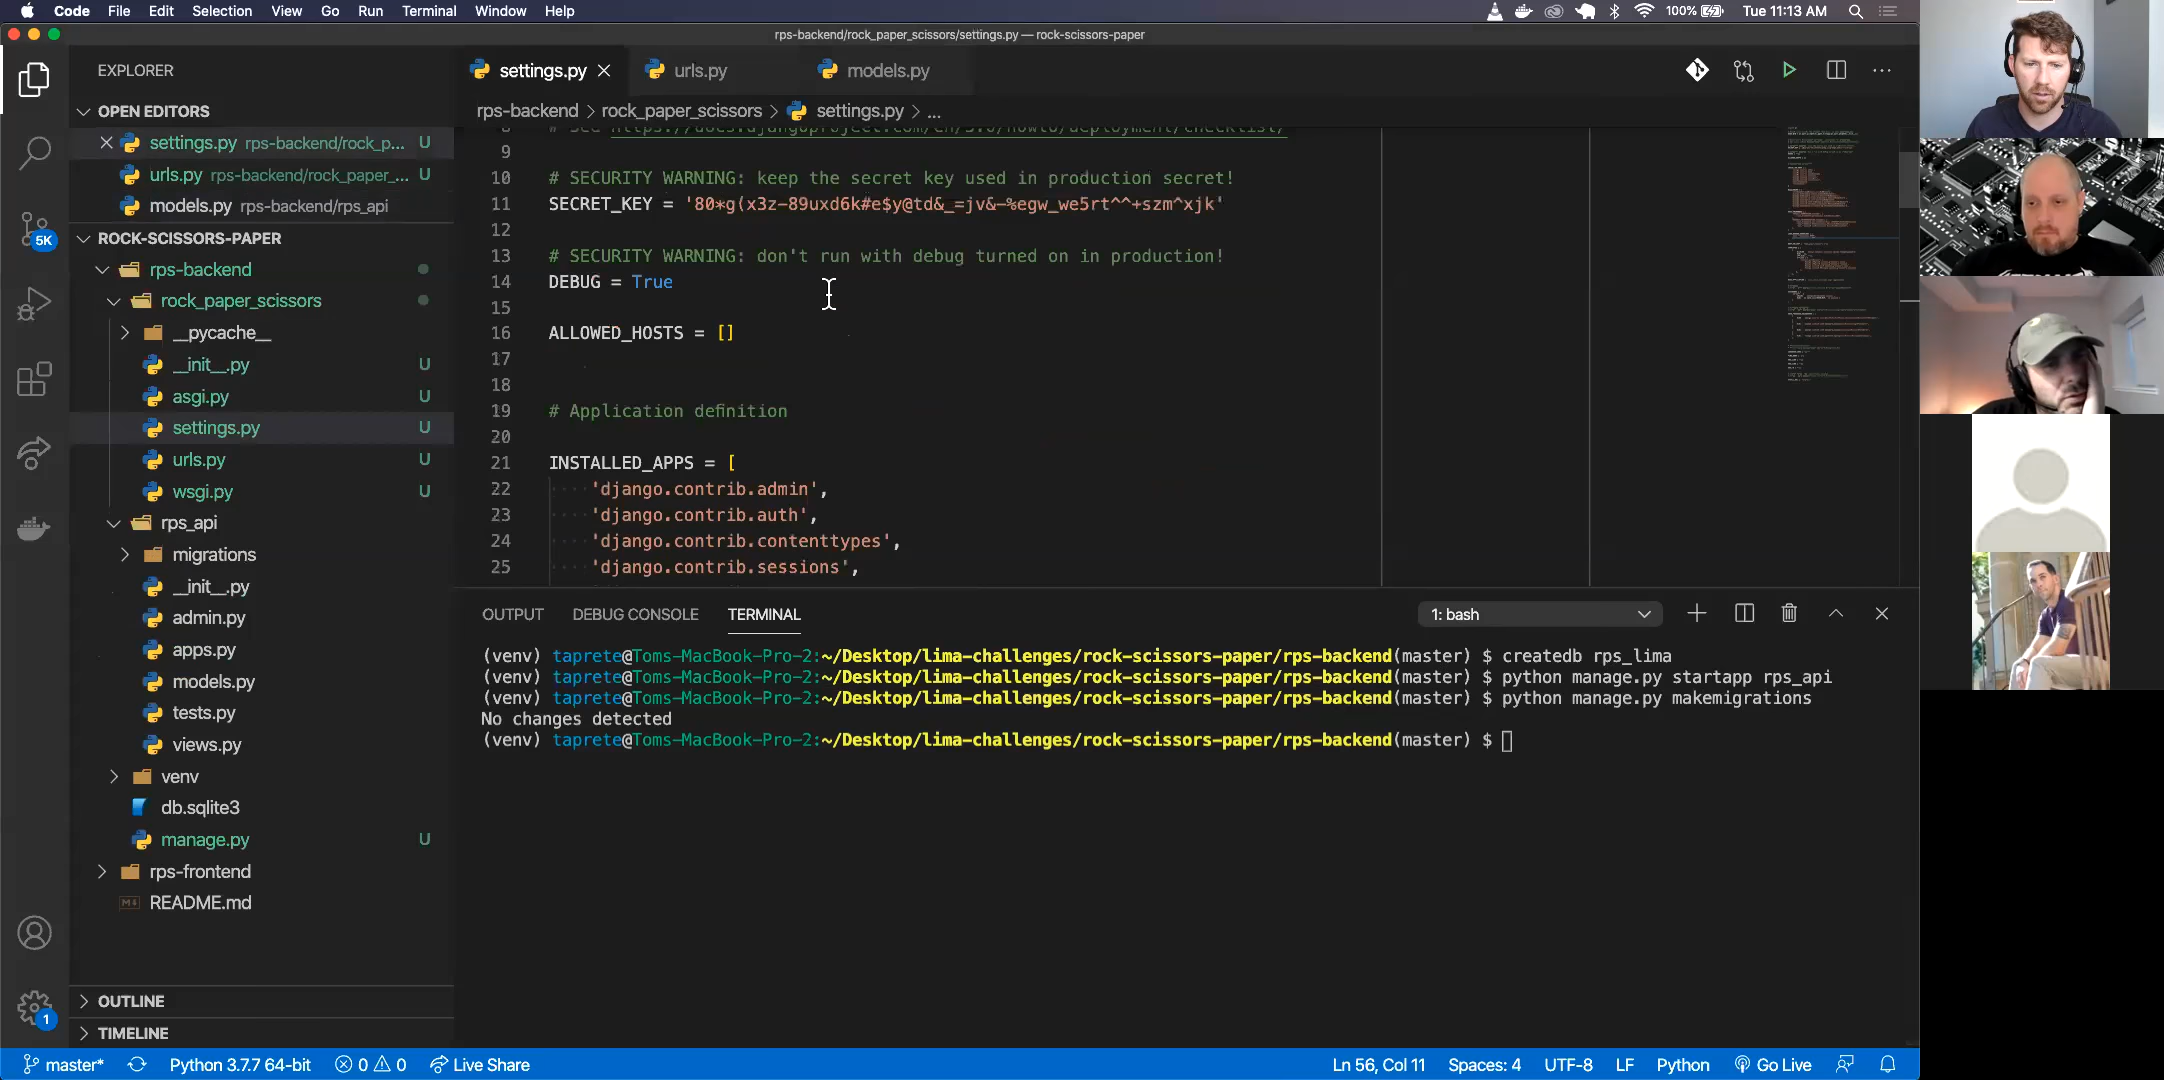 Code File Edit Selection View Go Run Terminal Window Help 100% Tue 11:13 AM
rps-backend/rock_paper_scissors/settings.py — rock-scissors-paper
EXPLORER
OPEN EDITORS
settings.py rps-backend/rock_p... U
urls.py rps-backend/rock_paper_... U
models.py rps-backend/rps_api
ROCK-SCISSORS-PAPER
rps-backend
rock_paper_scissors
__pycache__
__init__.py U
asgi.py U
settings.py U
urls.py U
wsgi.py U
rps_api
migrations
__init__.py
admin.py
apps.py
models.py
tests.py
views.py
venv
db.sqlite3
manage.py U
rps-frontend
README.md
OUTLINE
TIMELINE
5K
1
settings.py urls.py models.py
rps-backend > rock_paper_scissors > settings.py > ...
8 # See https://docs.djangoproject.com/en/3.0/howto/deployment/checklist/
9
10 # SECURITY WARNING: keep the secret key used in production secret!
11 SECRET_KEY = '80*g(x3z-89uxd6k#e$y@td&_=jv&-%egw_we5rt^^+szm^xjk'
12
13 # SECURITY WARNING: don't run with debug turned on in production!
14 DEBUG = True
15
16 ALLOWED_HOSTS = []
17
18
19 # Application definition
20
21 INSTALLED_APPS = [
22 'django.contrib.admin',
23 'django.contrib.auth',
24 'django.contrib.contenttypes',
25 'django.contrib.sessions',
OUTPUT DEBUG CONSOLE TERMINAL 1: bash
(venv) taprete@Toms-MacBook-Pro-2:~/Desktop/lima-challenges/rock-scissors-paper/rps-backend(master) $ createdb rps_lima
(venv) taprete@Toms-MacBook-Pro-2:~/Desktop/lima-challenges/rock-scissors-paper/rps-backend(master) $ python manage.py startapp rps_api
(venv) taprete@Toms-MacBook-Pro-2:~/Desktop/lima-challenges/rock-scissors-paper/rps-backend(master) $ python manage.py makemigrations
No changes detected
(venv) taprete@Toms-MacBook-Pro-2:~/Desktop/lima-challenges/rock-scissors-paper/rps-backend(master) $
master* Python 3.7.7 64-bit 0 0 Live Share Ln 56, Col 11 Spaces: 4 UTF-8 LF Python Go Live